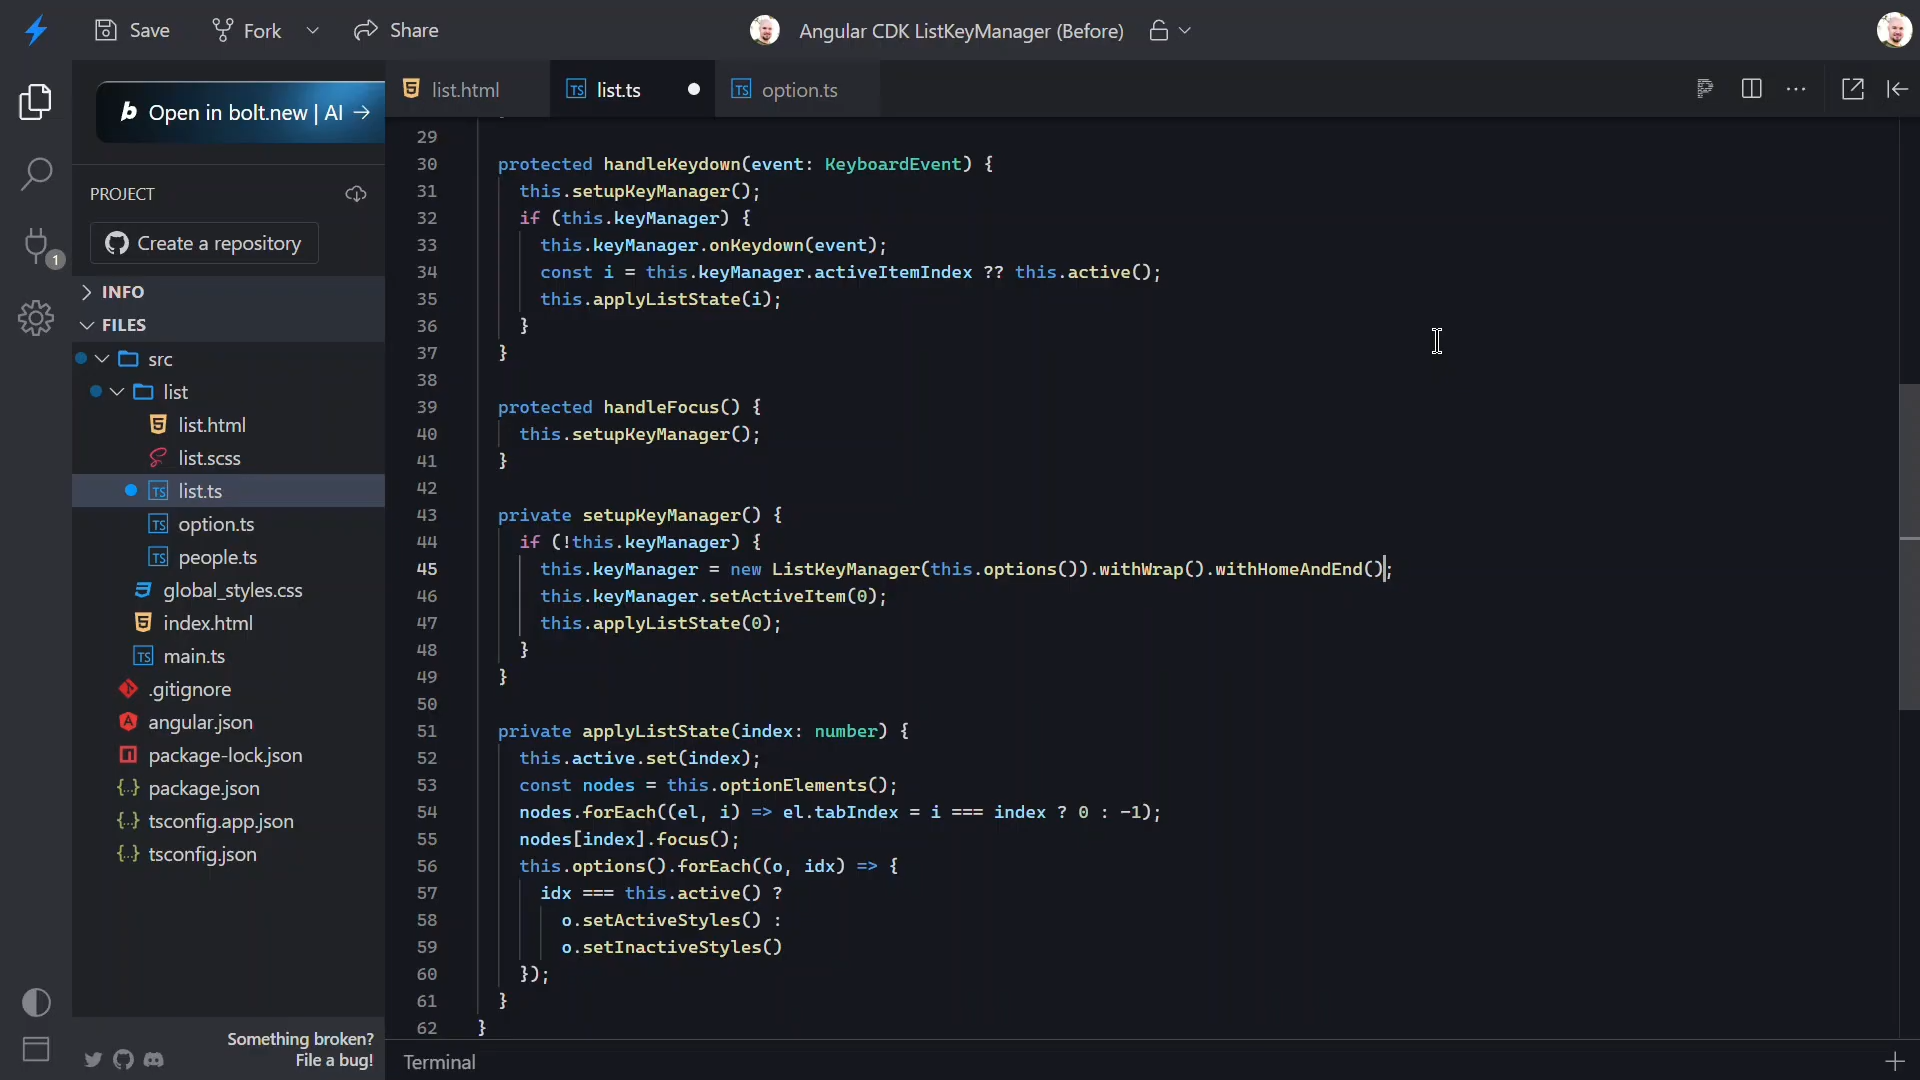 Save
Fork
Share
Angular CDK ListKeyManager (Before)
Open in bolt.new | AI →
list.html
TS list.ts
TS option.ts
PROJECT
Create a repository
1
INFO
FILES
src
list
list.html
list.scss
TS list.ts
TS option.ts
TS people.ts
global_styles.css
index.html
TS main.ts
.gitignore
angular.json
package-lock.json
{..} package.json
{..} tsconfig.app.json
{..} tsconfig.json
Something broken?
File a bug!
29
30 protected handleKeydown(event: KeyboardEvent) {
31 this.setupKeyManager();
32 if (this.keyManager) {
33 this.keyManager.onKeydown(event);
34 const i = this.keyManager.activeItemIndex ?? this.active();
35 this.applyListState(i);
36 }
37 }
38
39 protected handleFocus() {
40 this.setupKeyManager();
41 }
42
43 private setupKeyManager() {
44 if (!this.keyManager) {
45 this.keyManager = new ListKeyManager(this.options()).withWrap().withHomeAndEnd();
46 this.keyManager.setActiveItem(0);
47 this.applyListState(0);
48 }
49 }
50
51 private applyListState(index: number) {
52 this.active.set(index);
53 const nodes = this.optionElements();
54 nodes.forEach((el, i) => el.tabIndex = i === index ? 0 : -1);
55 nodes[index].focus();
56 this.options().forEach((o, idx) => {
57 idx === this.active() ?
58 o.setActiveStyles() :
59 o.setInactiveStyles()
60 });
61 }
62 }
Terminal